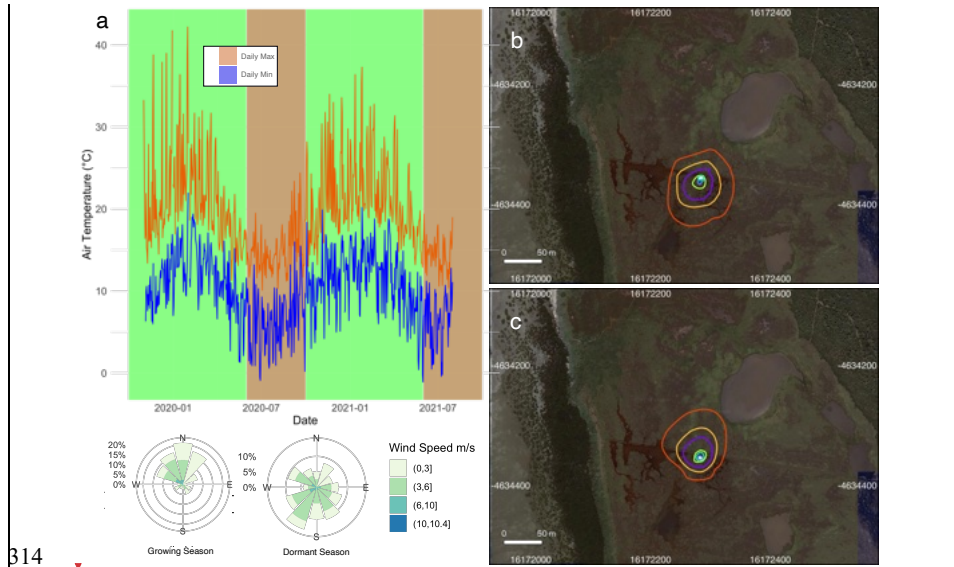 a
40
30
20
10
0
Air Temperature (°C)
Daily Max
Daily Min
2020-01
2020-07
2021-01
2021-07
Date
20%
15%
10%
5%
0%
N
W
E
S
Growing Season
10%
5%
0%
N
W
E
S
Dormant Season
Wind Speed m/s
(0,3]
(3,6]
(6,10]
(10,10.4]
b
16172000
16172200
16172400
-4634200
-4634200
-4634400
-4634400
0
50 m
16172000
16172200
16172400
c
16172000
16172200
16172400
-4634200
-4634200
-4634400
-4634400
0
50 m
16172000
16172200
16172400
314